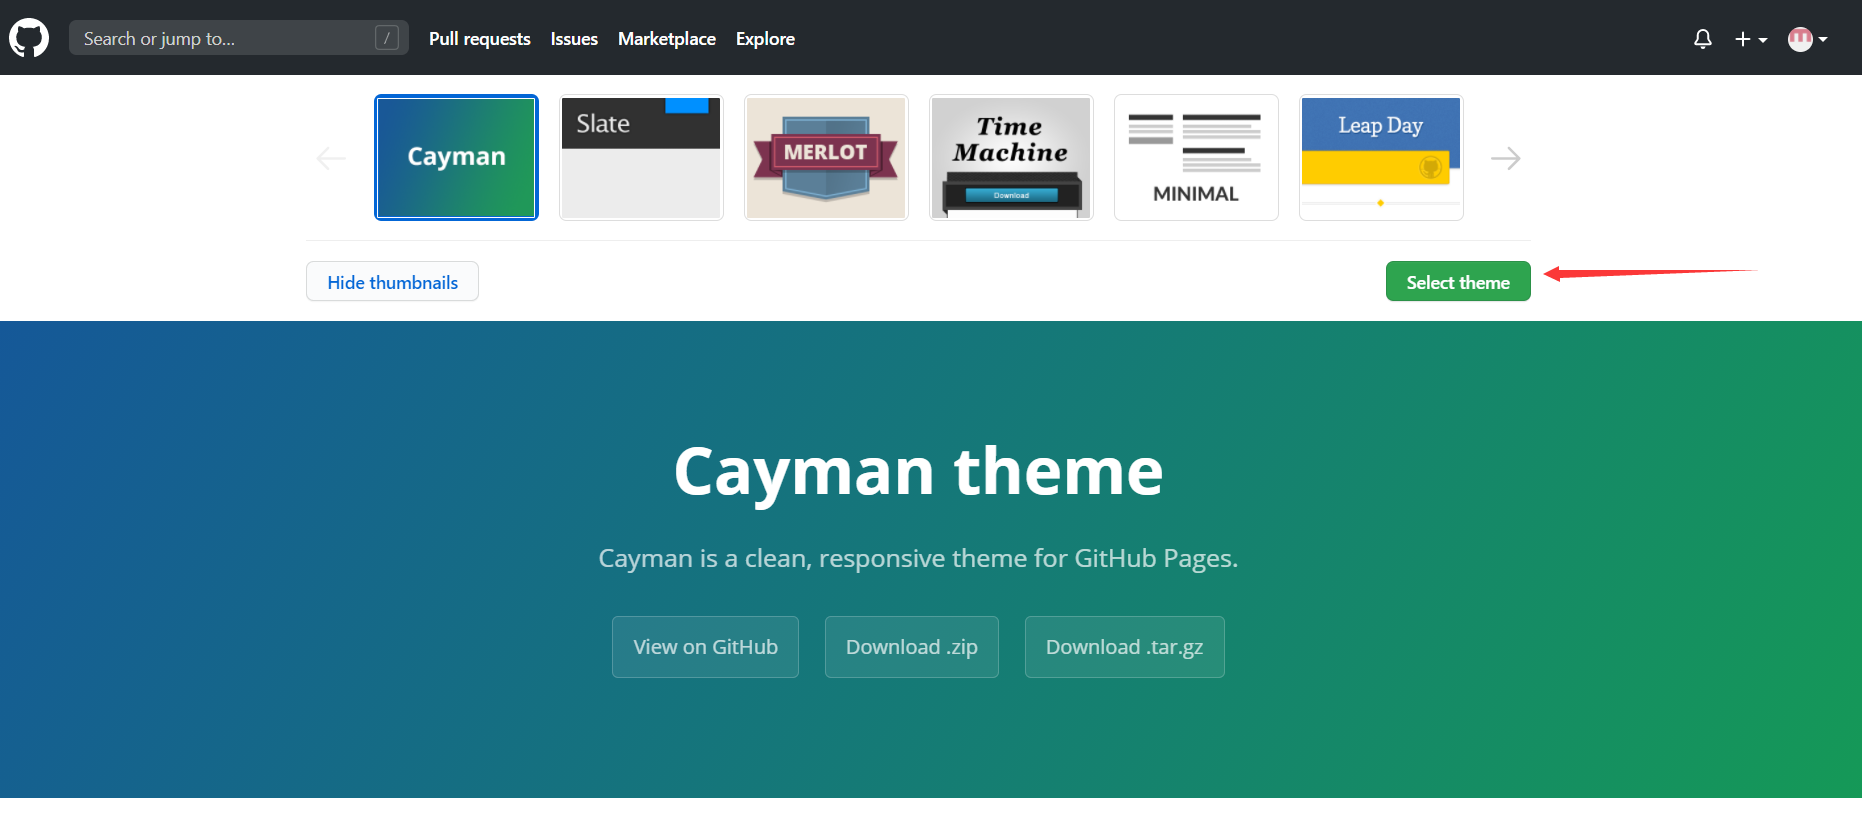 Search or jump to... / Pull requests Issues Marketplace Explore
Cayman
Slate
MERLOT
Time
Machine
Download
MINIMAL
Leap Day
Hide thumbnails
Select theme
Cayman theme
Cayman is a clean, responsive theme for GitHub Pages.
View on GitHub Download .zip Download .tar.gz